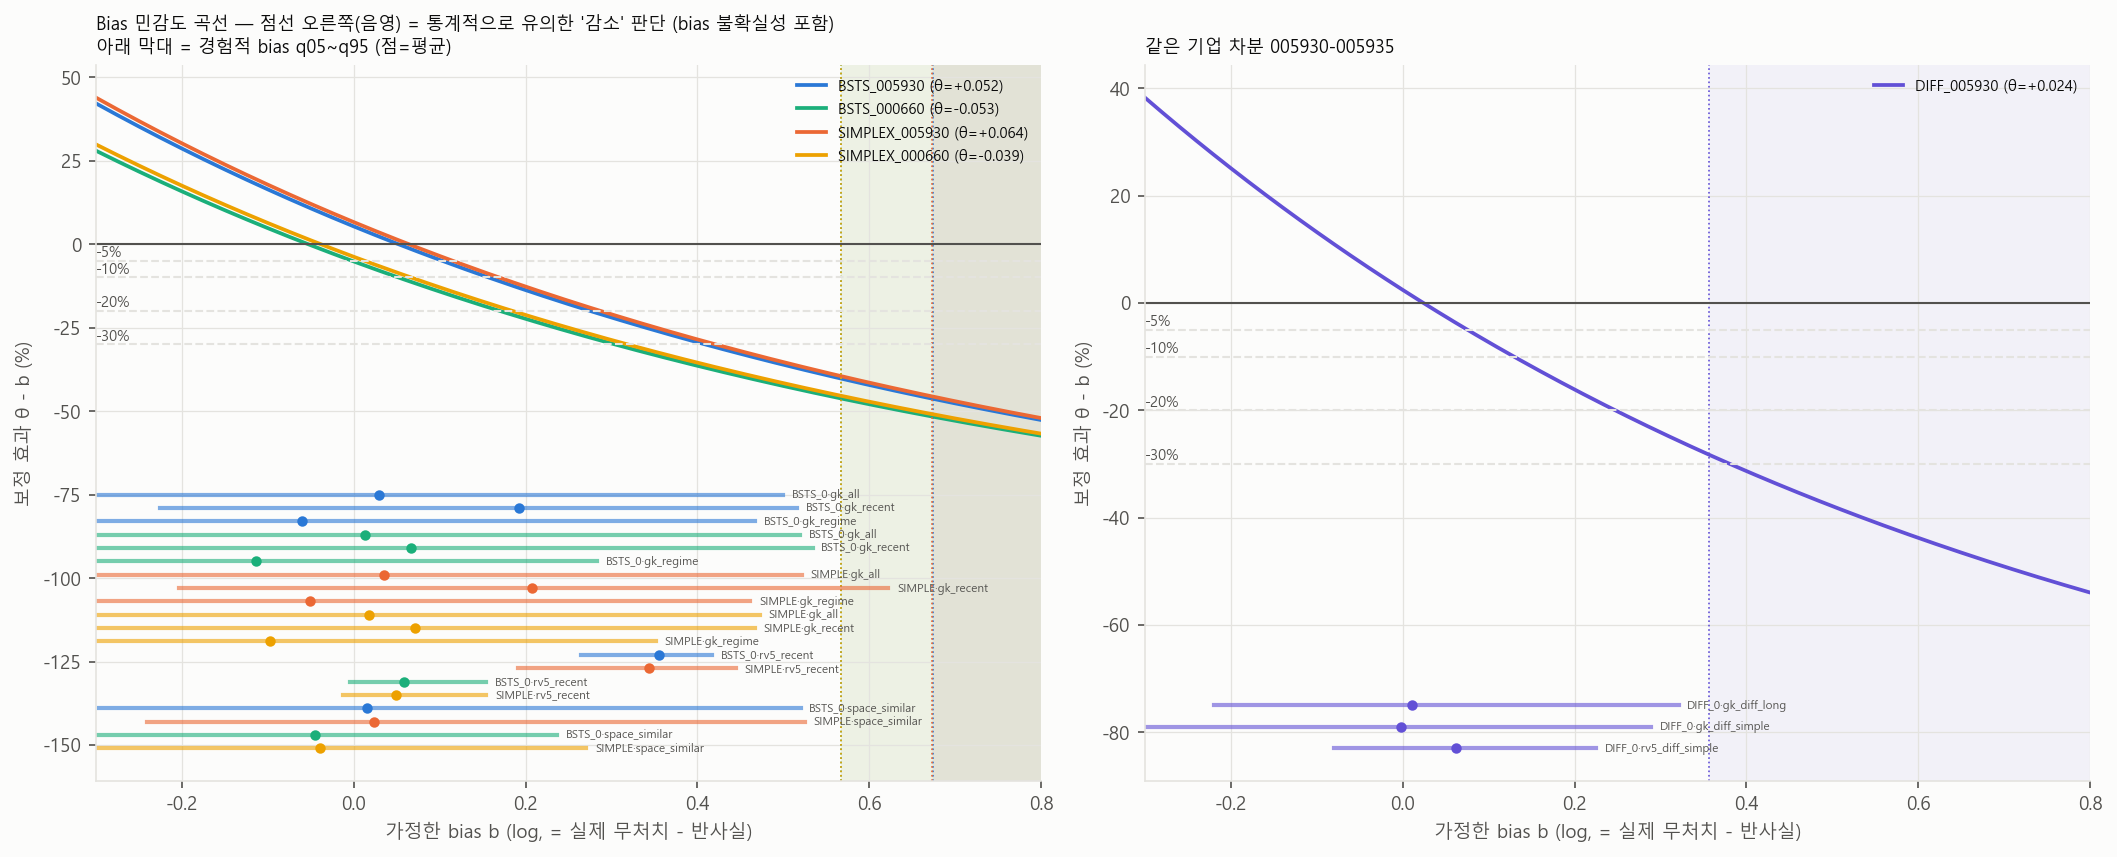 Bias 민감도 곡선 — 점선 오른쪽(음영) = 통계적으로 유의한 '감소' 판단 (bias 불확실성 포함)
아래 막대 = 경험적 bias q05~q95 (점=평균)
BSTS_005930 (θ=+0.052)
BSTS_000660 (θ=-0.053)
SIMPLEX_005930 (θ=+0.064)
SIMPLEX_000660 (θ=-0.039)
50
25
0
-25
-50
-75
-100
-125
-150
-5%
-10%
-20%
-30%
보정 효과 θ - b (%)
BSTS_0·gk_all
BSTS_0·gk_recent
BSTS_0·gk_regime
BSTS_0·gk_all
BSTS_0·gk_recent
BSTS_0·gk_regime
SIMPLE·gk_all
SIMPLE·gk_recent
SIMPLE·gk_regime
SIMPLE·gk_all
SIMPLE·gk_recent
SIMPLE·gk_regime
BSTS_0·rv5_recent
SIMPLE·rv5_recent
BSTS_0·rv5_recent
SIMPLE·rv5_recent
BSTS_0·space_similar
SIMPLE·space_similar
BSTS_0·space_similar
SIMPLE·space_similar
-0.2 0.0 0.2 0.4 0.6 0.8
가정한 bias b (log, = 실제 무처치 - 반사실)
같은 기업 차분 005930-005935
DIFF_005930 (θ=+0.024)
40
20
0
-20
-40
-60
-80
-5%
-10%
-20%
-30%
보정 효과 θ - b (%)
DIFF_0·gk_diff_long
DIFF_0·gk_diff_simple
DIFF_0·rv5_diff_simple
-0.2 0.0 0.2 0.4 0.6 0.8
가정한 bias b (log, = 실제 무처치 - 반사실)